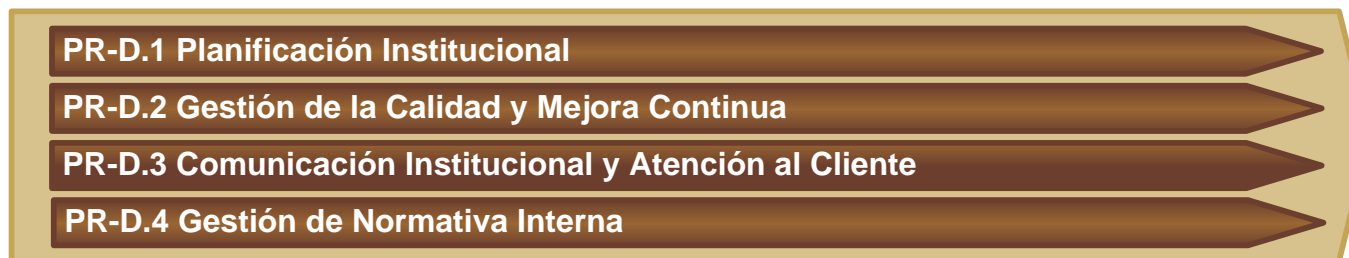 PR-D.1 Planificación Institucional
PR-D.2 Gestión de la Calidad y Mejora Continua
PR-D.3 Comunicación Institucional y Atención al Cliente
PR-D.4 Gestión de Normativa Interna